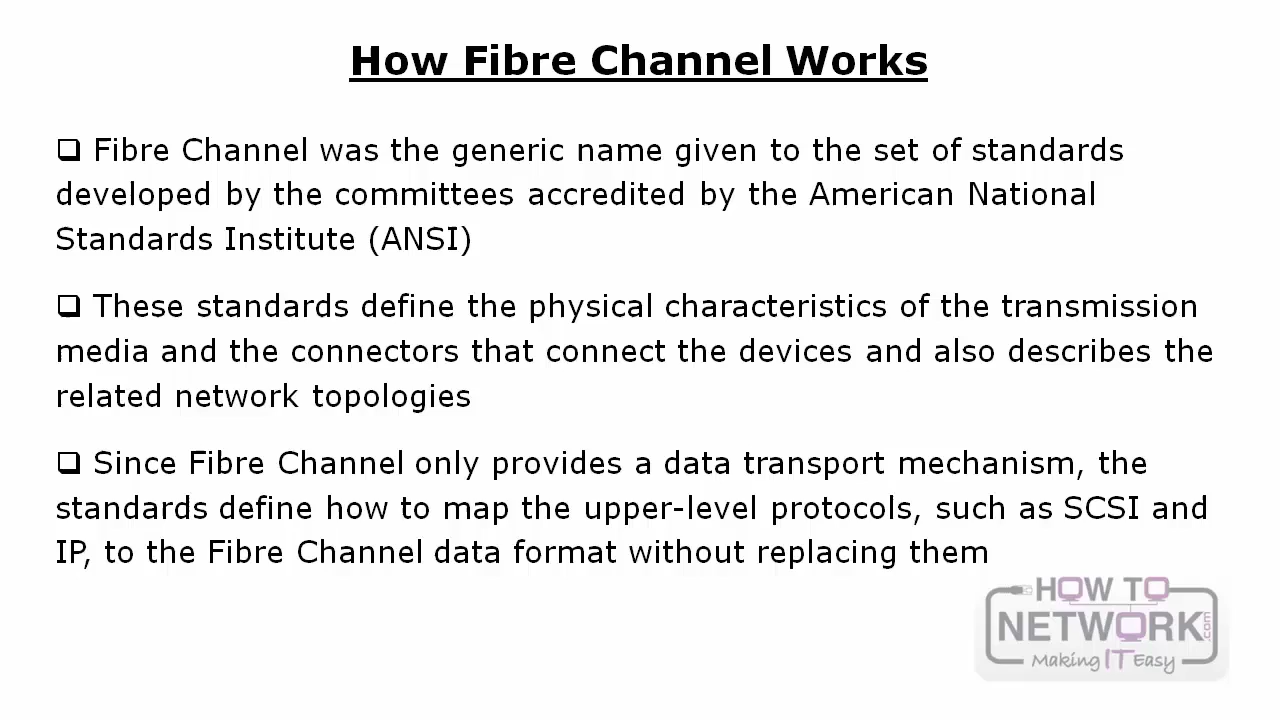 How Fibre Channel Works
❑ Fibre Channel was the generic name given to the set of standards
developed by the committees accredited by the American National
Standards Institute (ANSI)
❑ These standards define the physical characteristics of the transmission
media and the connectors that connect the devices and also describes the
related network topologies
❑ Since Fibre Channel only provides a data transport mechanism, the
standards define how to map the upper-level protocols, such as SCSI and
IP, to the Fibre Channel data format without replacing them
HOW TO
NETWORK.com
Making IT Easy